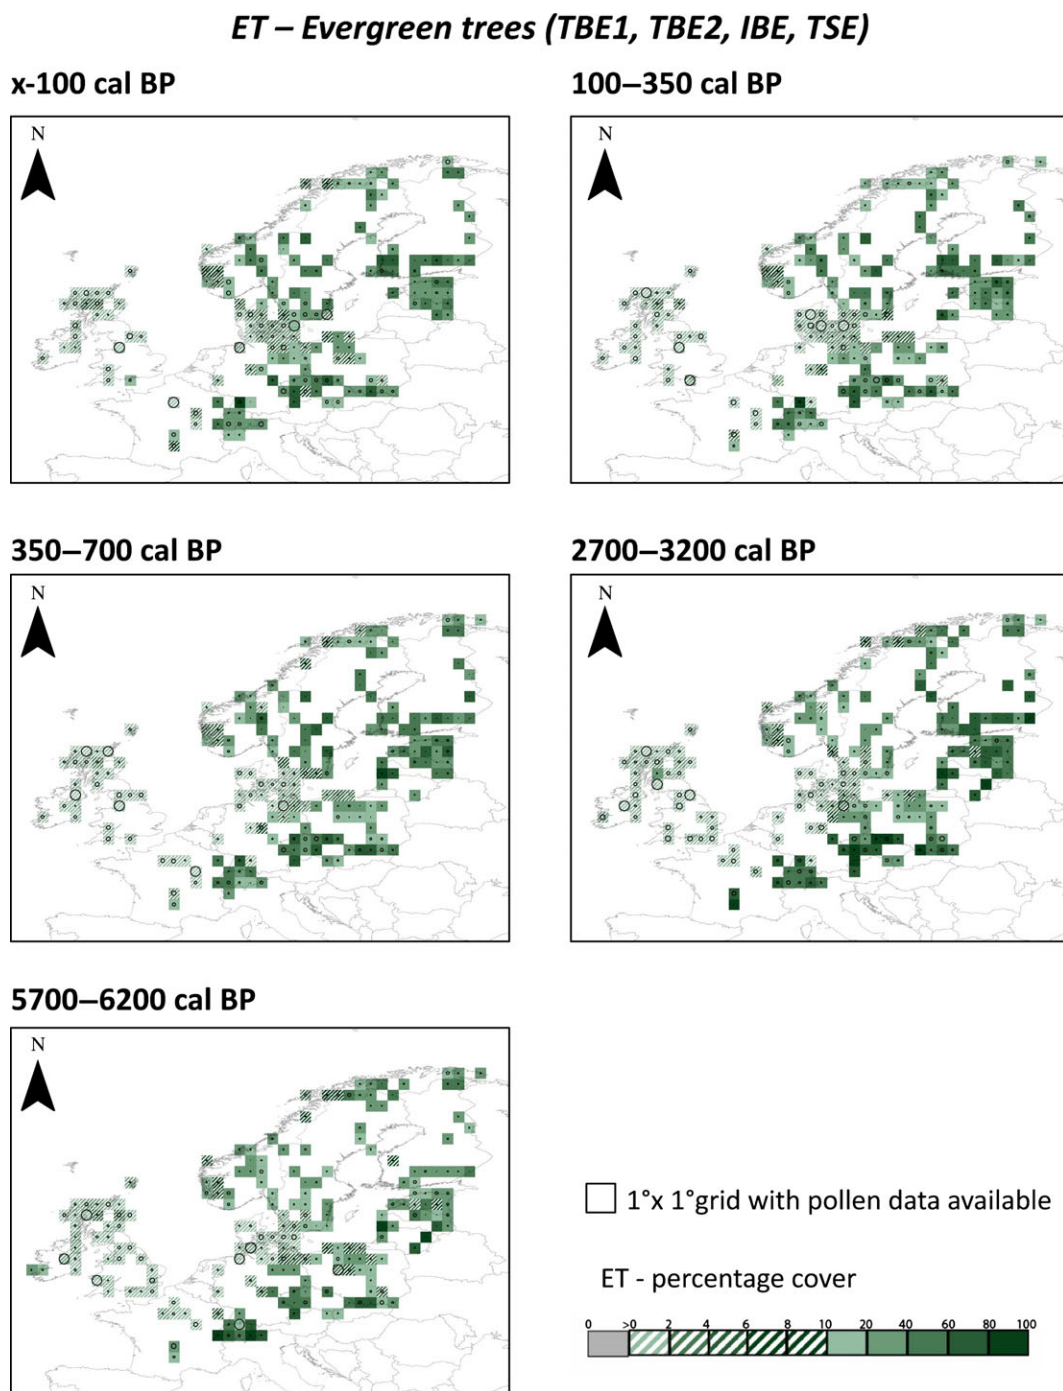 ET – Evergreen trees (TBE1, TBE2, IBE, TSE)
x-100 cal BP
100–350 cal BP
N
N
350–700 cal BP
2700–3200 cal BP
N
N
5700–6200 cal BP
N
1°x 1°grid with pollen data available
ET - percentage cover
0 >0 2 4 6 8 10 20 40 60 80 100